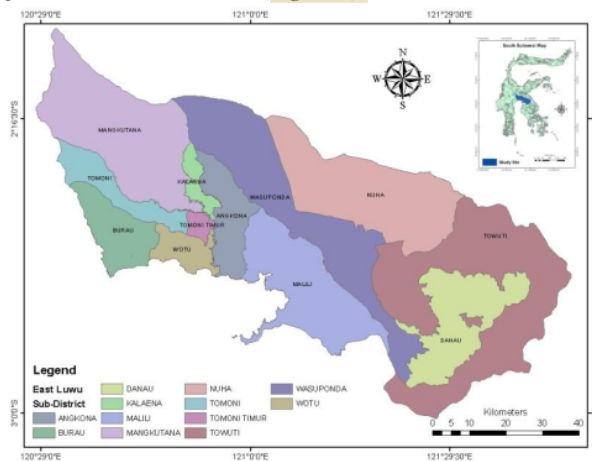 120°29'0"E 121°0'0"E 121°29'30"E
2°16'30"S
3°0'0"S
120°29'0"E 121°0'0"E 121°29'30"E
N
W E
S
South Sulawesi Map
Study Site
MANGKUTANA
TOMONI
KALAENA
WASUPONDA
NUHA
ANGKONA
TOMONI TIMUR
BURAU
WOTU
TOWUTI
MALILI
DANAU
Legend
East Luwu
Sub-District
ANGKONA
BURAU
DANAU
KALAENA
MALILI
MANGKUTANA
NUHA
TOMONI
TOMONI TIMUR
TOWUTI
WASUPONDA
WOTU
Kilometers
0 5 10 20 30 40